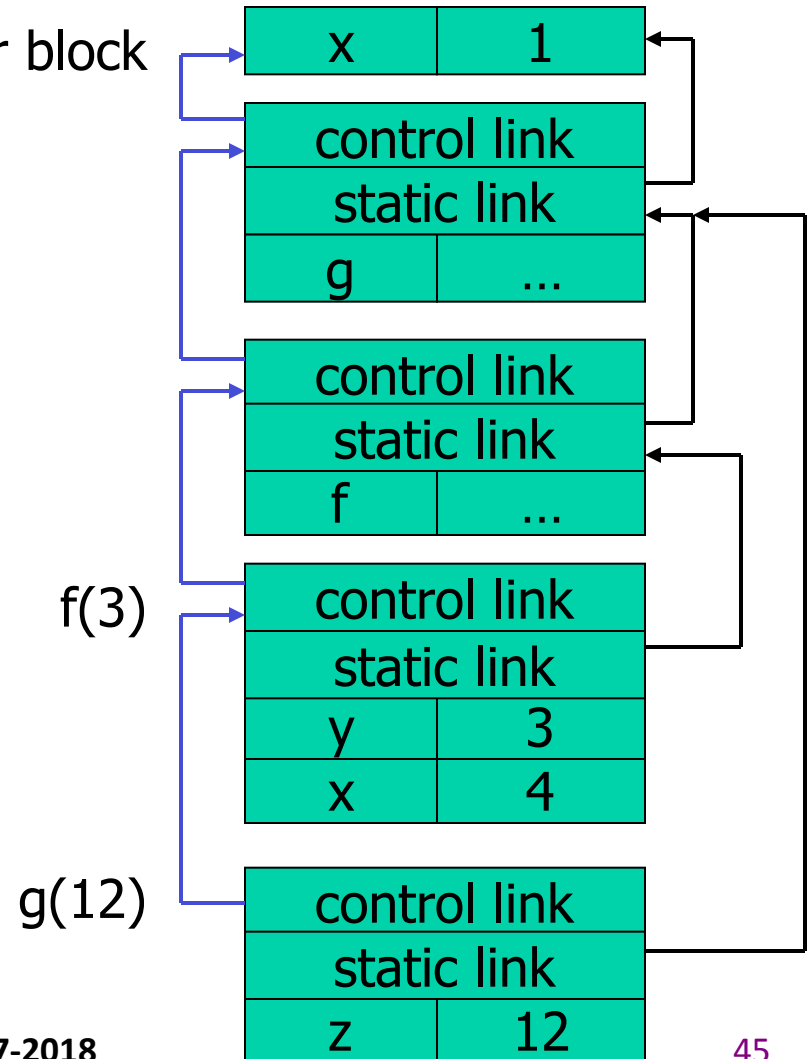 r block
x 1
control link
static link
g ...
control link
static link
f ...
f(3)
control link
static link
y 3
x 4
g(12)
control link
static link
z 12
7-2018 45